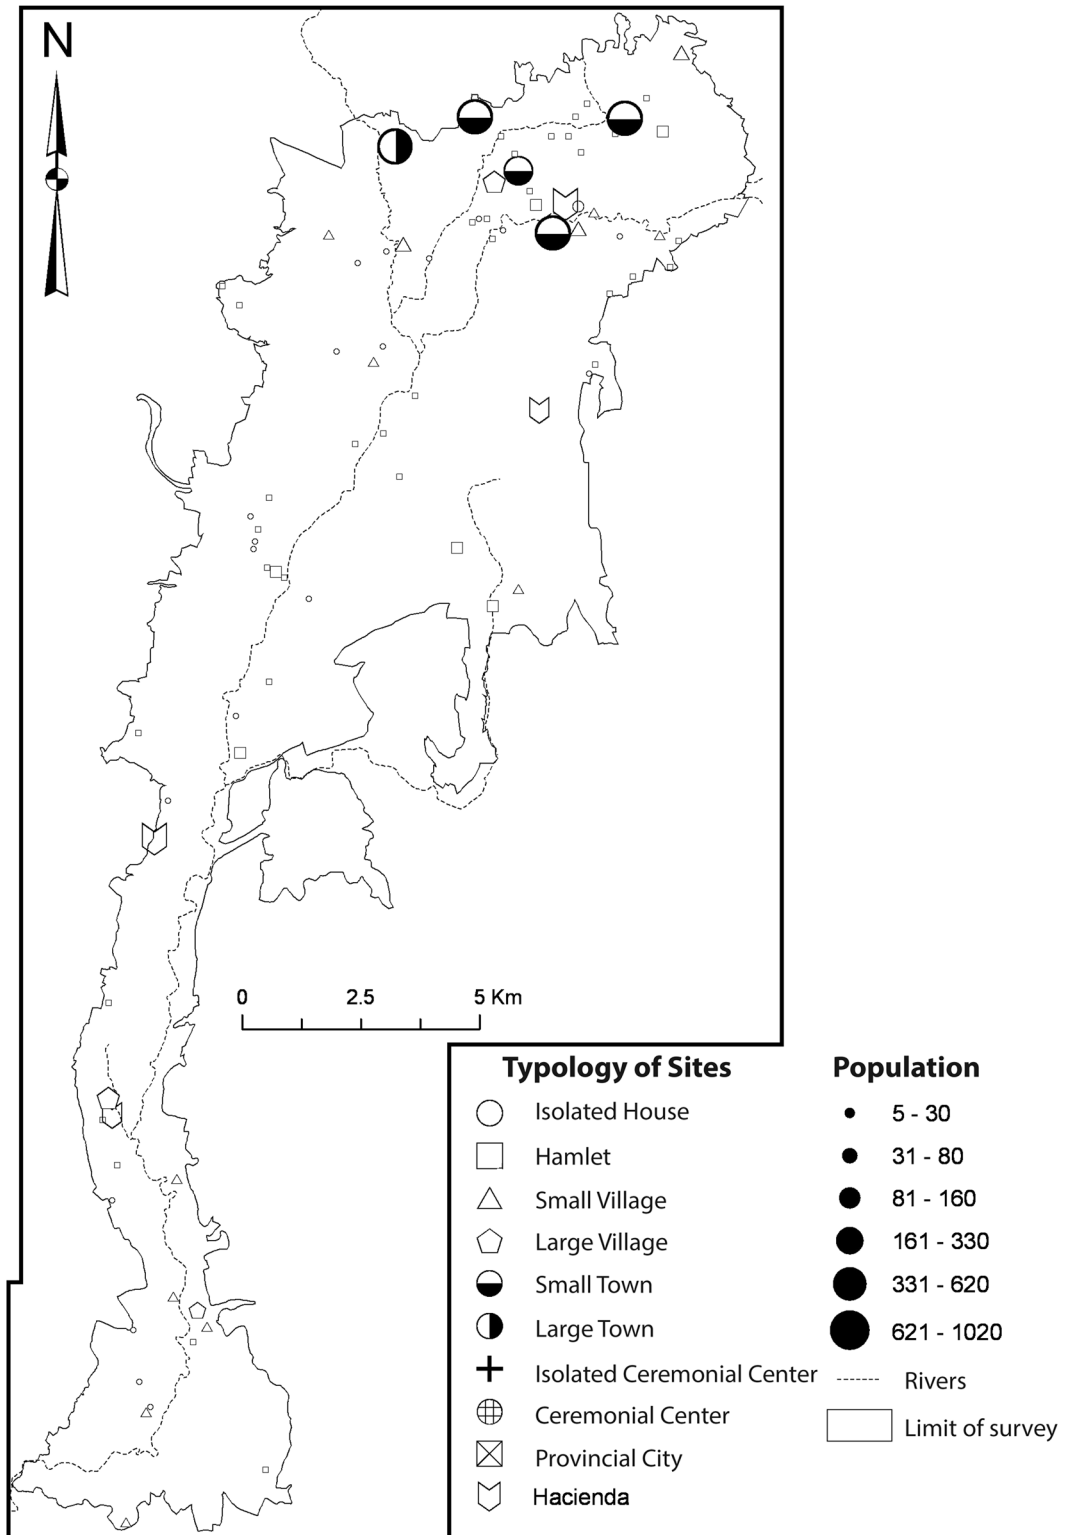 N
0 2.5 5 Km
Typology of Sites
Isolated House
Hamlet
Small Village
Large Village
Small Town
Large Town
Isolated Ceremonial Center
Ceremonial Center
Provincial City
Hacienda
Population
5 - 30
31 - 80
81 - 160
161 - 330
331 - 620
621 - 1020
Rivers
Limit of survey